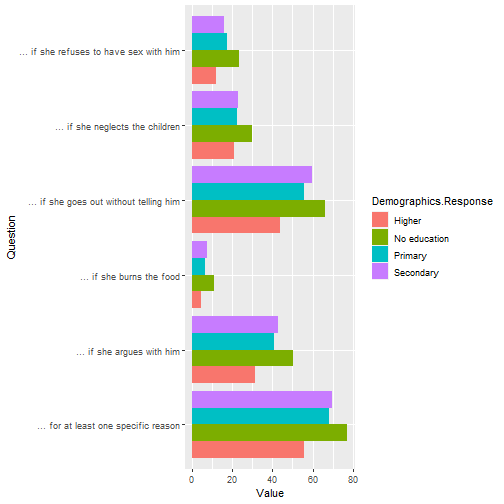 ... if she refuses to have sex with him
... if she neglects the children
... if she goes out without telling him
... if she burns the food
... if she argues with him
... for at least one specific reason
Question
0 20 40 60 80
Value
Demographics.Response
Higher
No education
Primary
Secondary